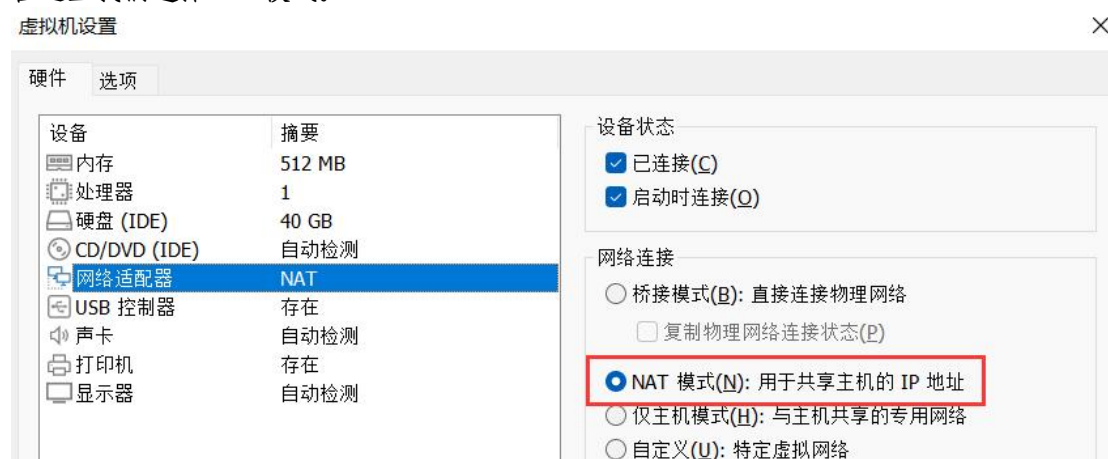 虚拟机设置
硬件 选项
设备 摘要
内存 512 MB
处理器 1
硬盘 (IDE) 40 GB
CD/DVD (IDE) 自动检测
网络适配器 NAT
USB 控制器 存在
声卡 自动检测
打印机 存在
显示器 自动检测
设备状态
已连接(C)
启动时连接(O)
网络连接
桥接模式(B): 直接连接物理网络
复制物理网络连接状态(P)
NAT 模式(N): 用于共享主机的 IP 地址
仅主机模式(H): 与主机共享的专用网络
自定义(U): 特定虚拟网络